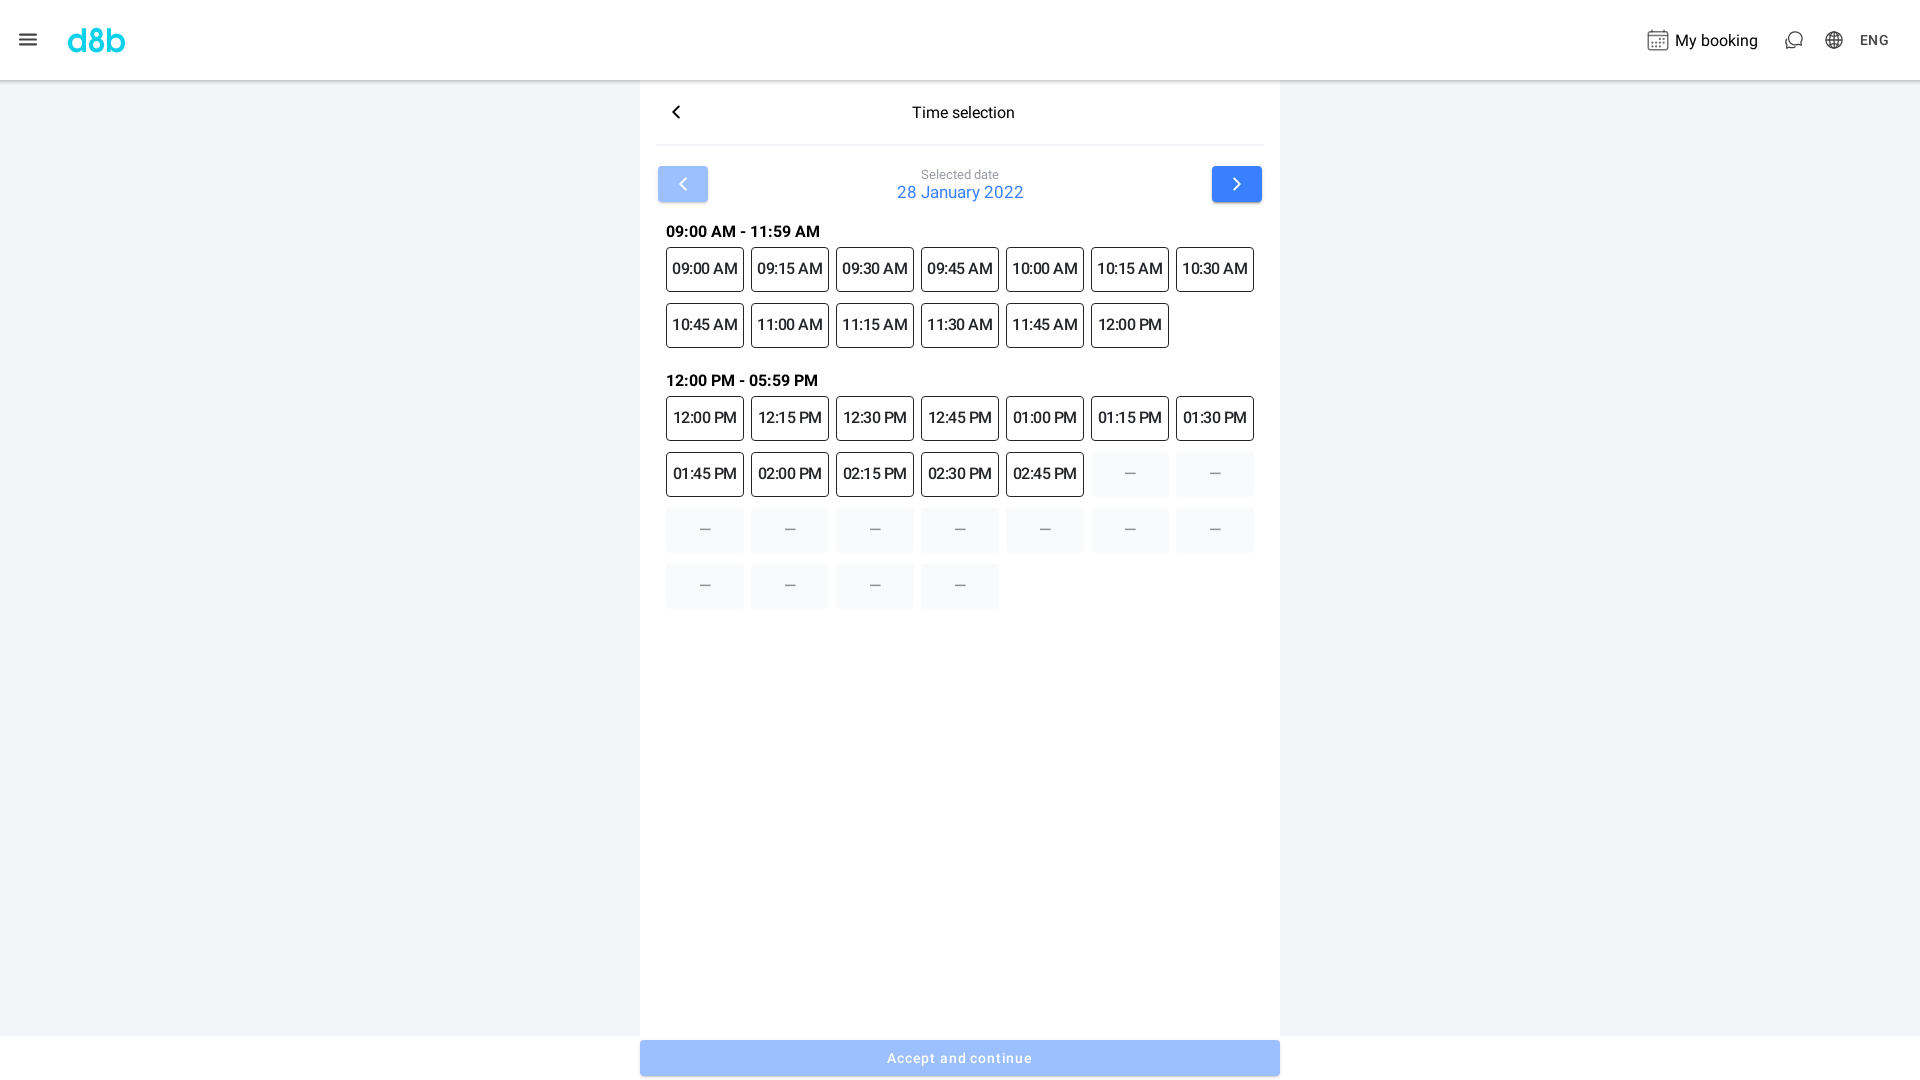 d8b
My booking
ENG
Time selection
Selected date
28 January 2022
09:00 AM - 11:59 AM
09:00 AM 09:15 AM 09:30 AM 09:45 AM 10:00 AM 10:15 AM 10:30 AM
10:45 AM 11:00 AM 11:15 AM 11:30 AM 11:45 AM 12:00 PM
12:00 PM - 05:59 PM
12:00 PM 12:15 PM 12:30 PM 12:45 PM 01:00 PM 01:15 PM 01:30 PM
01:45 PM 02:00 PM 02:15 PM 02:30 PM 02:45 PM — —
— — — — — — —
— — — —
Accept and continue